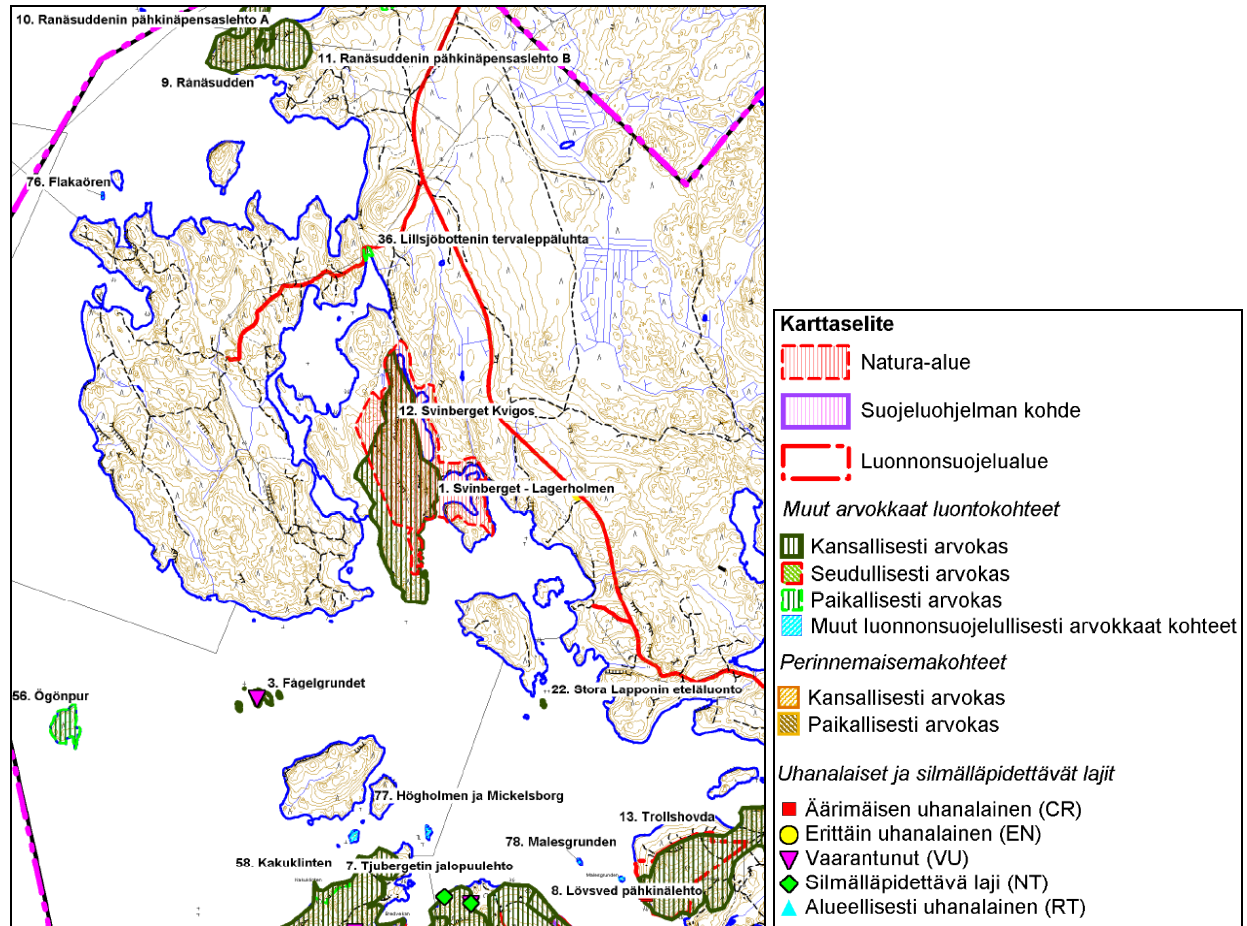 10. Ranäsuddenin pähkinäpensaslehto A
11. Ranäsuddenin pähkinäpensaslehto B
9. Ränäsudden
76. Flakaören
36. Lillsjöbottenin tervaleppäluhta
12. Svinberget Kvigos
1. Svinberget - Lagerholmen
3. Fågelgrundet
22. Stora Lapponin eteläluonto
56. Ögönpur
77. Högholmen ja Mickelsborg
13. Trollshovda
78. Malesgrunden
58. Kakuklinten
7. Tjubergetin jalopuulehto
Malesgrunden
8. Lövsved pähkinälehto
Karttaselite
Natura-alue
Suojeluohjelman kohde
Luonnonsuojelualue
Muut arvokkaat luontokohteet
Kansallisesti arvokas
Seudullisesti arvokas
Paikallisesti arvokas
Muut luonnonsuojelullisesti arvokkaat kohteet
Perinnemaisemakohteet
Kansallisesti arvokas
Paikallisesti arvokas
Uhanalaiset ja silmälläpidettävät lajit
Äärimäisen uhanalainen (CR)
Erittäin uhanalainen (EN)
Vaarantunut (VU)
Silmälläpidettävä laji (NT)
Alueellisesti uhanalainen (RT)